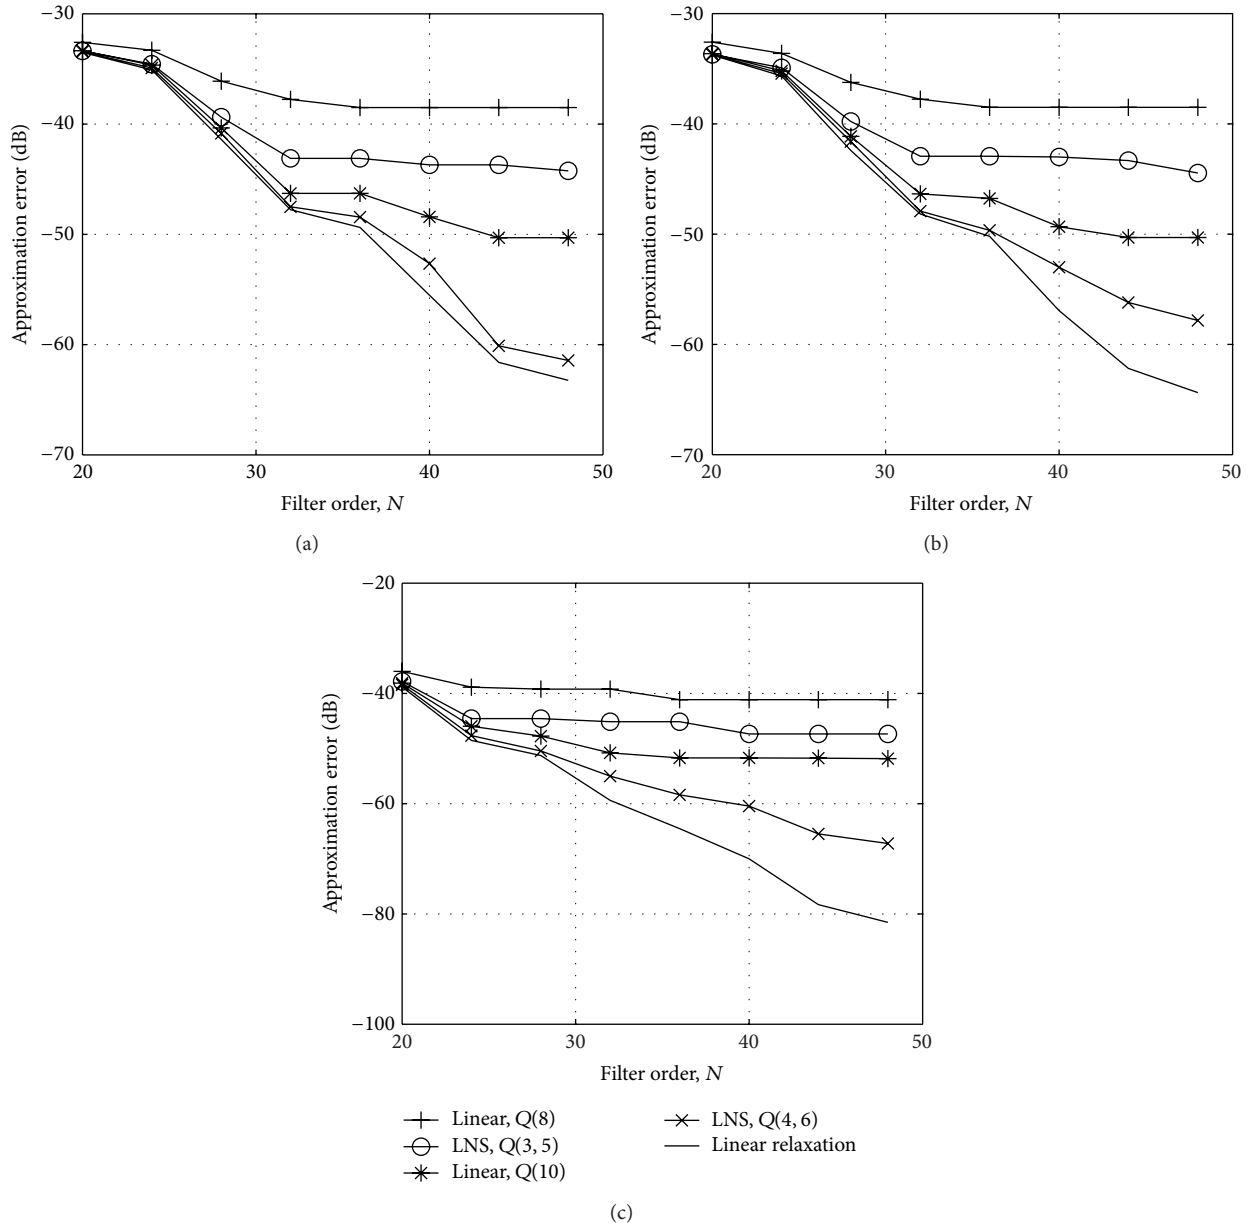 −30
−40
−50
−60
−70
Approximation error (dB)
20
30
40
50
Filter order, N
(a)
−30
−40
−50
−60
−70
Approximation error (dB)
20
30
40
50
Filter order, N
(b)
−20
−40
−60
−80
−100
Approximation error (dB)
20
30
40
50
Filter order, N
Linear, Q(8)
LNS, Q(3, 5)
Linear, Q(10)
LNS, Q(4, 6)
Linear relaxation
(c)